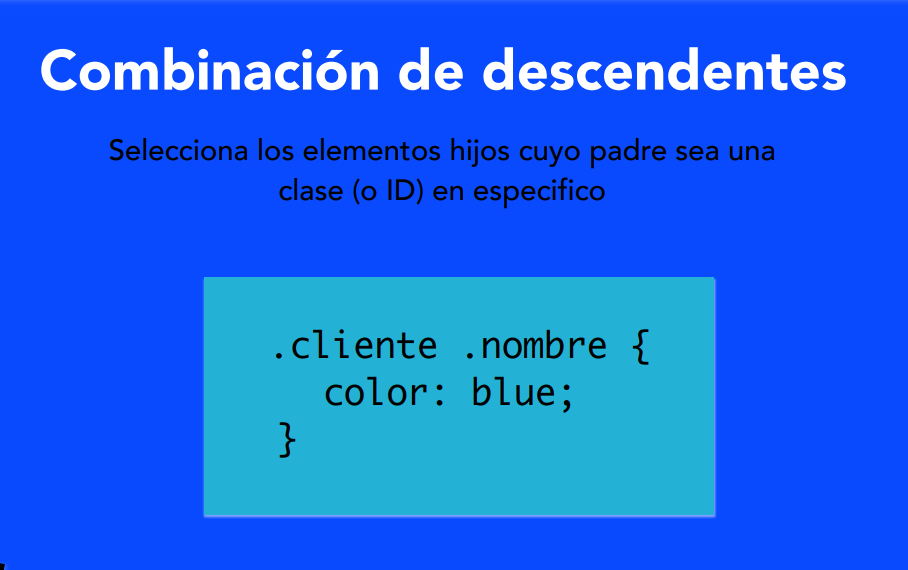 Combinación de descendentes
Selecciona los elementos hijos cuyo padre sea una
clase (o ID) en especifico
.cliente .nombre {
color: blue;
}